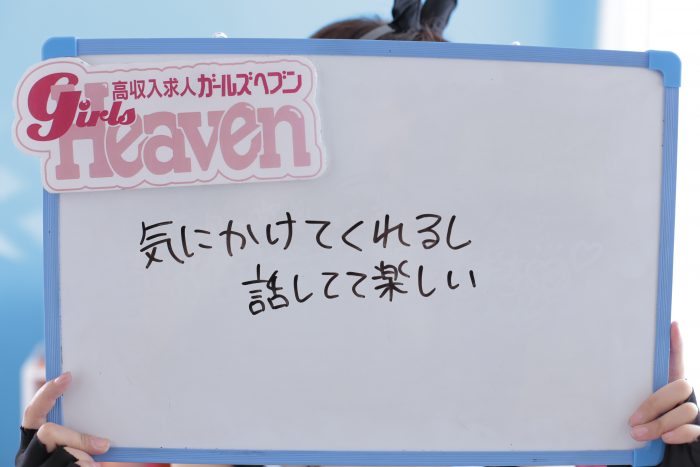 高収入求人ガールズヘブン
Girls
Heaven
気にかけてくれるし
話してて楽しい